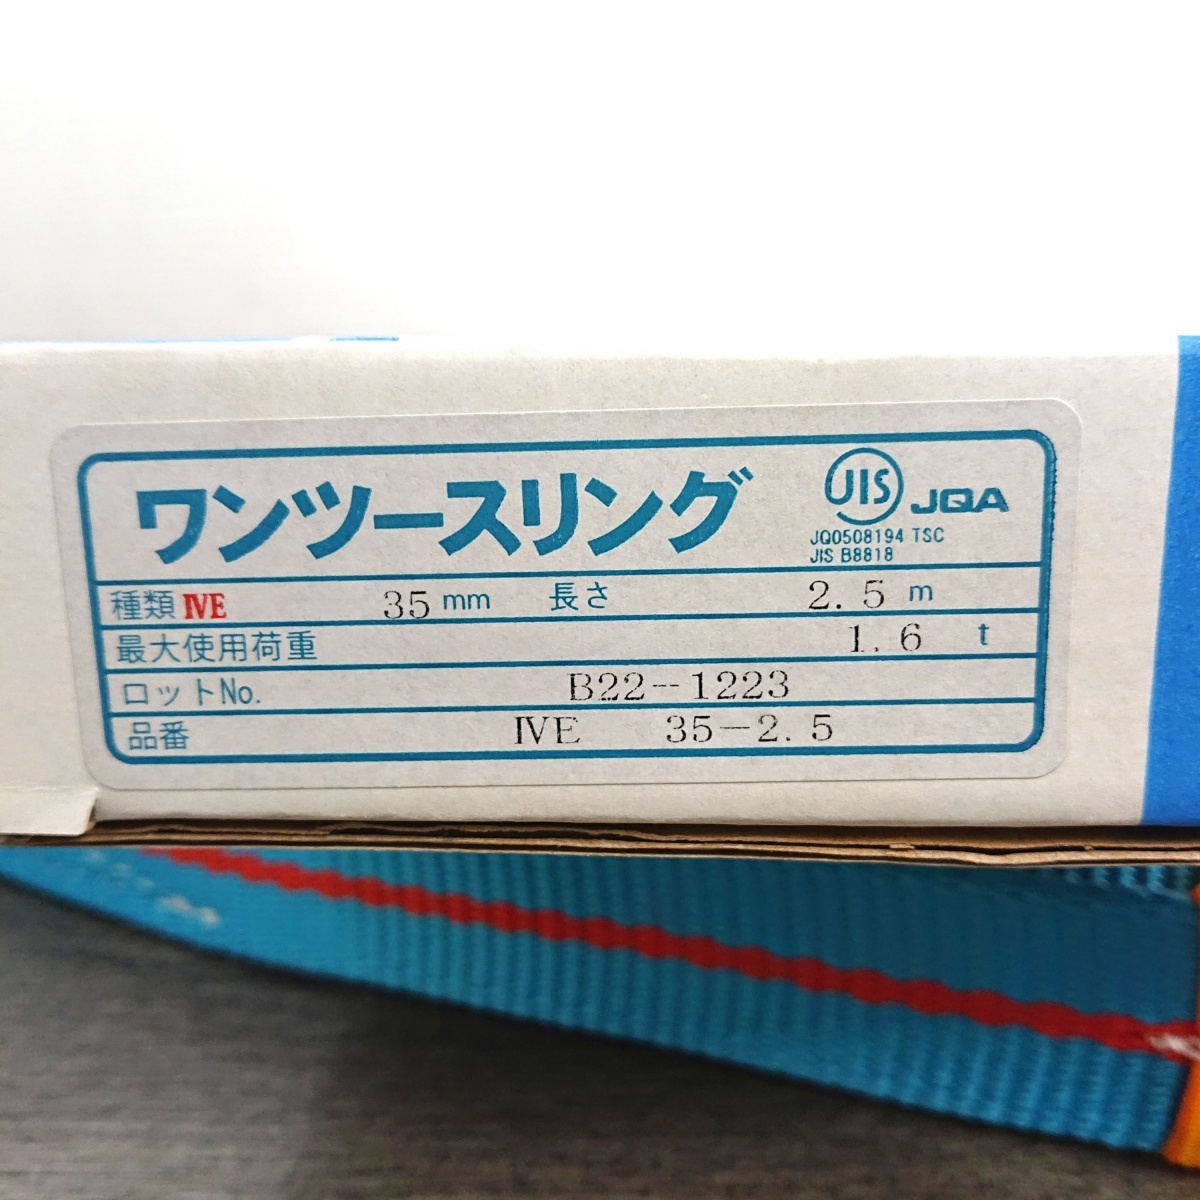 ワンツースリング
JIS JQA
JQ0508194 TSC
JIS B8818
種類 ⅣE 35 mm 長さ 2.5 m
最大使用荷重 1.6 t
ロットNo. B22-1223
品番 ⅣE 35-2.5